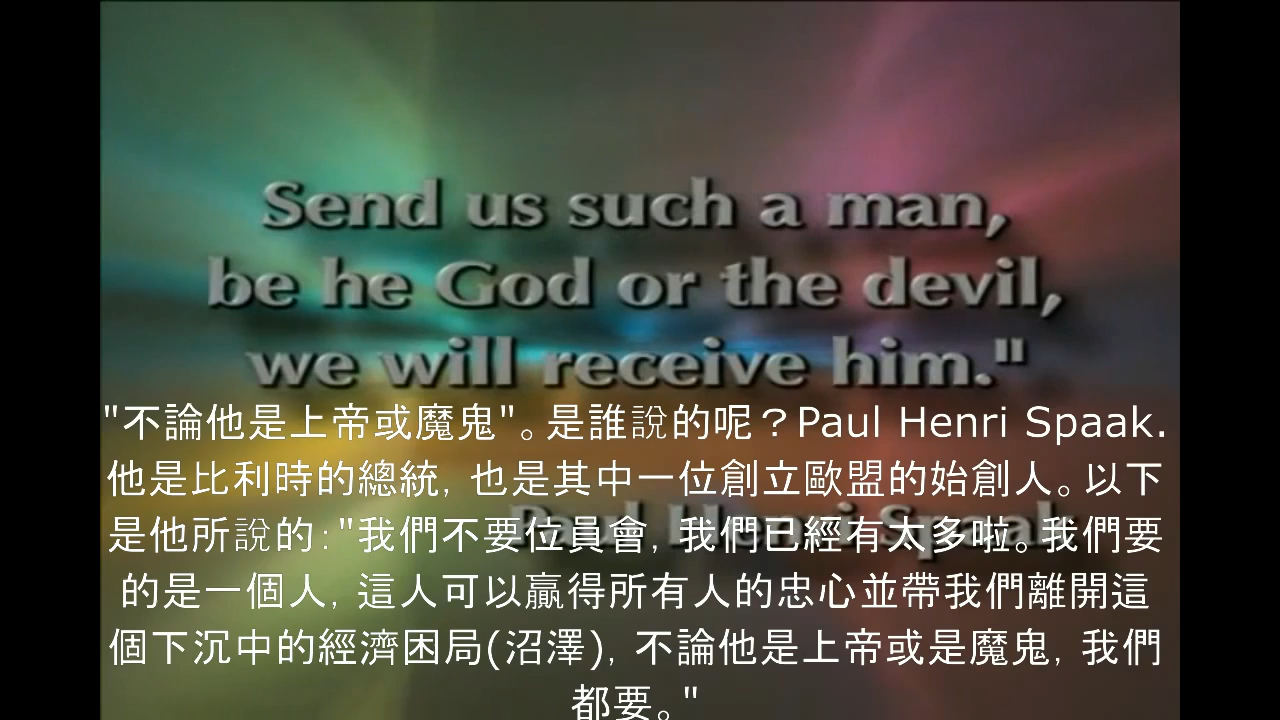 Send us such a man,
be he God or the devil,
we will receive him."
Paul Henri Spaak
"不論他是上帝或魔鬼"。是誰說的呢？Paul Henri Spaak.
他是比利時的總統, 也是其中一位創立歐盟的始創人。以下
是他所說的:"我們不要位員會, 我們已經有太多啦。我們要
的是一個人, 這人可以贏得所有人的忠心並帶我們離開這
個下沉中的經濟困局(沼澤), 不論他是上帝或是魔鬼, 我們
都要。"